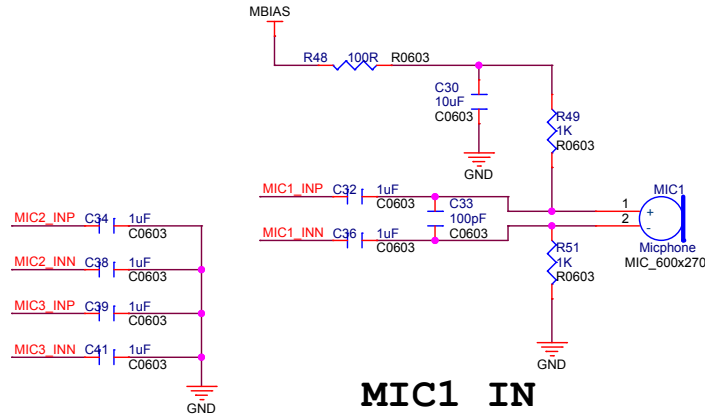 MBIAS
R48 100R R0603
C30
10uF
C0603
GND
R49
1K
R0603
MIC1_INP C32 1uF
C0603
C33
100pF
C0603
MIC1_INN C36 1uF
C0603
1
2
MIC1
+
-
Micphone
MIC_600x270
R51
1K
R0603
GND
MIC2_INP C34 1uF
C0603
MIC2_INN C38 1uF
C0603
MIC3_INP C39 1uF
C0603
MIC3_INN C41 1uF
C0603
GND
MIC1 IN